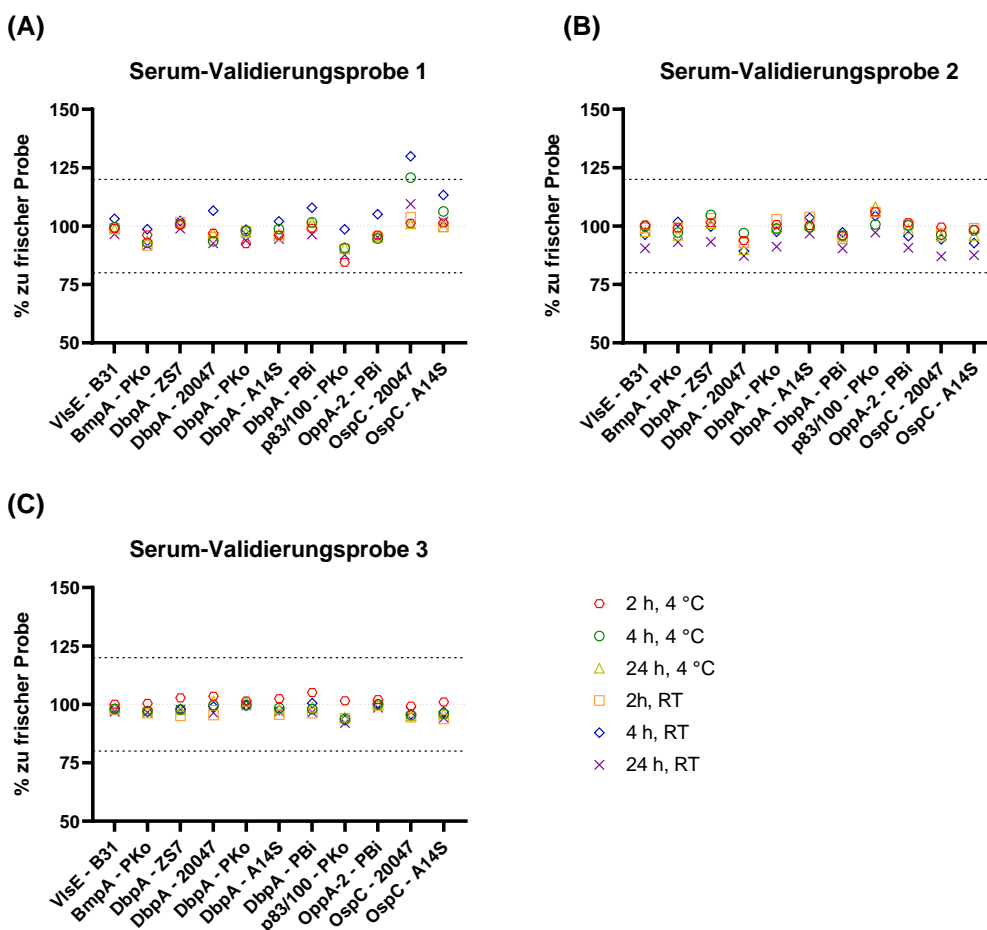 (A)
Serum-Validierungsprobe 1
% zu frischer Probe
150
125
100
75
50
VlsE - B31
BmpA - PKo
DbpA - ZS7
DbpA - 20047
DbpA - PKo
DbpA - A14S
DbpA - PBi
p83/100 - PKo
OppA-2 - PBi
OspC - 20047
OspC - A14S
(B)
Serum-Validierungsprobe 2
% zu frischer Probe
150
125
100
75
50
VlsE - B31
BmpA - PKo
DbpA - ZS7
DbpA - 20047
DbpA - PKo
DbpA - A14S
DbpA - PBi
p83/100 - PKo
OppA-2 - PBi
OspC - 20047
OspC - A14S
(C)
Serum-Validierungsprobe 3
% zu frischer Probe
150
125
100
75
50
VlsE - B31
BmpA - PKo
DbpA - ZS7
DbpA - 20047
DbpA - PKo
DbpA - A14S
DbpA - PBi
p83/100 - PKo
OppA-2 - PBi
OspC - 20047
OspC - A14S
2 h, 4 °C
4 h, 4 °C
24 h, 4 °C
2h, RT
4 h, RT
24 h, RT